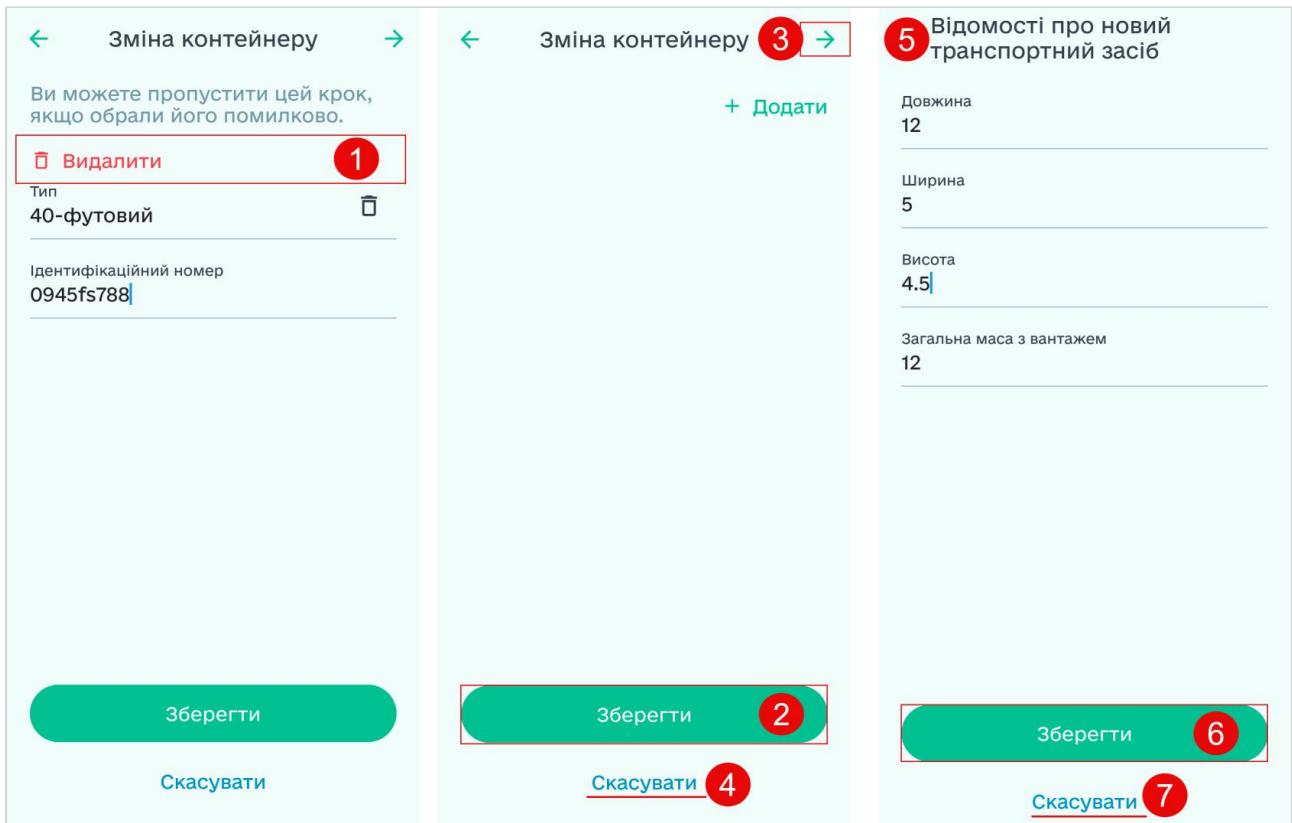 Зміна контейнеру
Ви можете пропустити цей крок,
якщо обрали його помилково.
Видалити 1
Тип
40-футовий
Ідентифікаційний номер
0945fs788
Зберегти
Скасувати
Зміна контейнеру 3
+ Додати
Зберегти 2
Скасувати 4
5 Відомості про новий
транспортний засіб
Довжина
12
Ширина
5
Висота
4.5
Загальна маса з вантажем
12
Зберегти 6
Скасувати 7